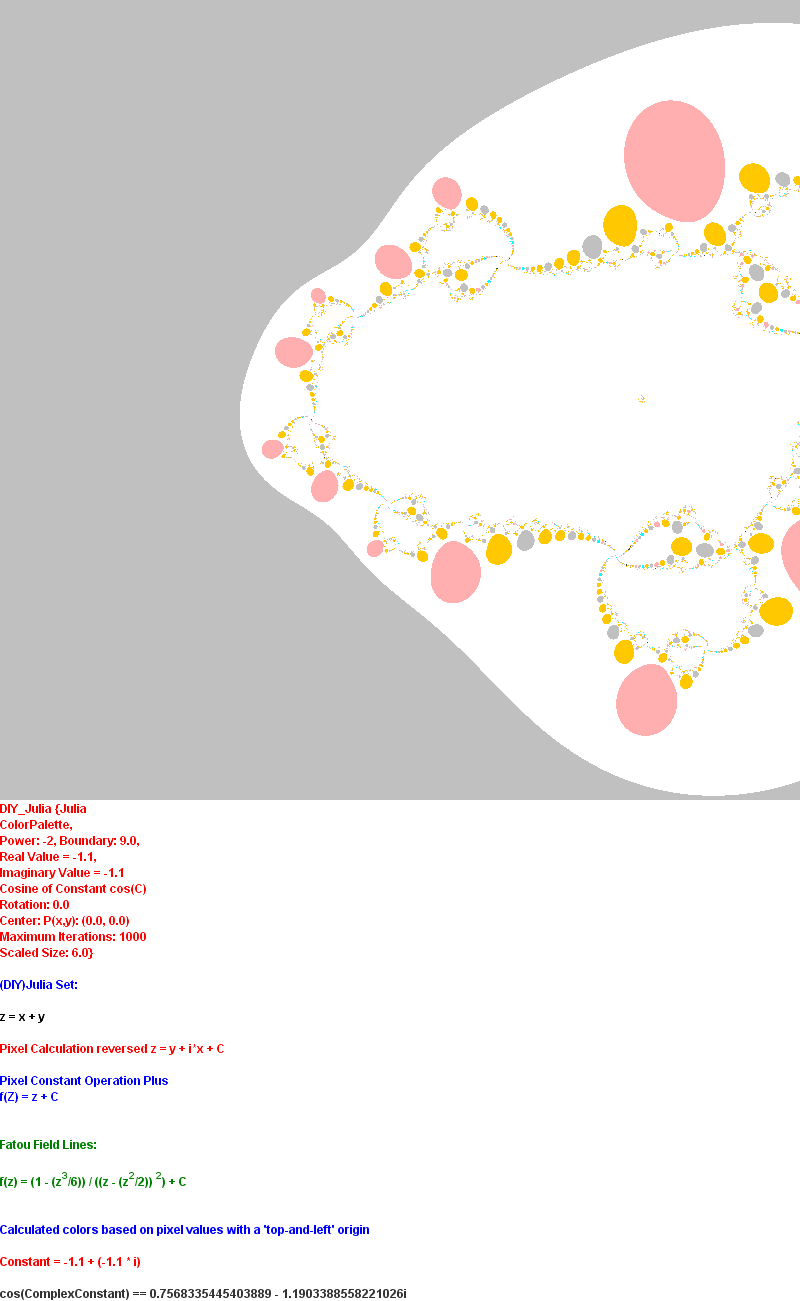 DIY_Julia {Julia
ColorPalette,
Power: -2, Boundary: 9.0,
Real Value = -1.1,
Imaginary Value = -1.1
Cosine of Constant cos(C)
Rotation: 0.0
Center: P(x,y): (0.0, 0.0)
Maximum Iterations: 1000
Scaled Size: 6.0}
(DIY)Julia Set:
z = x + y
Pixel Calculation reversed z = y + i*x + C
Pixel Constant Operation Plus
f(Z) = z + C
Fatou Field Lines:
f(z) = (1 - (z^3/6)) / ((z - (z^2/2)) ^2) + C
Calculated colors based on pixel values with a 'top-and-left' origin
Constant = -1.1 + (-1.1 * i)
cos(ComplexConstant) == 0.7568335445403889 - 1.1903388558221026i